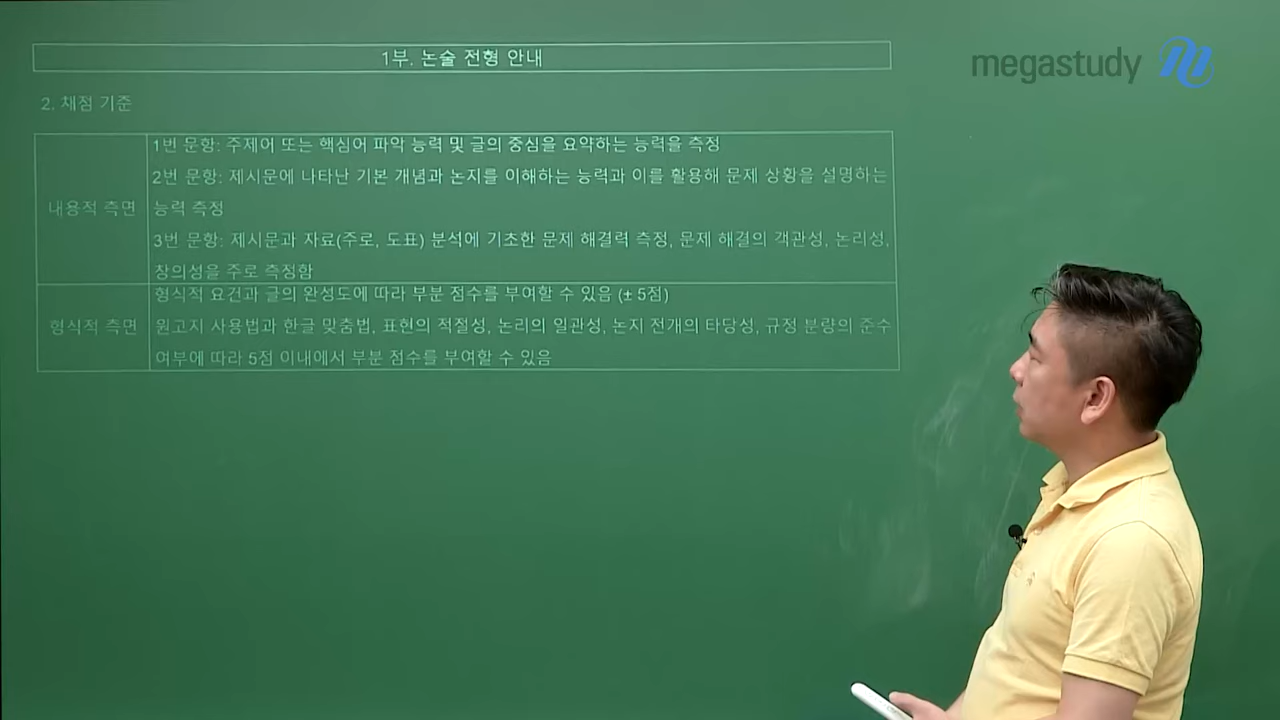 1부. 논술 전형 안내
megastudy
2. 채점 기준
내용적 측면
1번 문항: 주제어 또는 핵심어 파악 능력 및 글의 중심을 요약하는 능력을 측정
2번 문항: 제시문에 나타난 기본 개념과 논지를 이해하는 능력과 이를 활용해 문제 상황을 설명하는
능력 측정
3번 문항: 제시문과 자료(주로, 도표) 분석에 기초한 문제 해결력 측정, 문제 해결의 객관성, 논리성,
창의성을 주로 측정함
형식적 측면
형식적 요건과 글의 완성도에 따라 부분 점수를 부여할 수 있음 (± 5점)
원고지 사용법과 한글 맞춤법, 표현의 적절성, 논리의 일관성, 논지 전개의 타당성, 규정 분량의 준수
여부에 따라 5점 이내에서 부분 점수를 부여할 수 있음